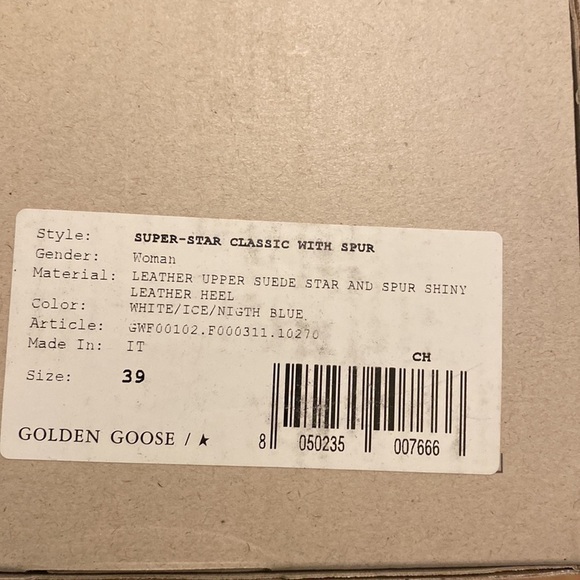 Style: SUPER-STAR CLASSIC WITH SPUR
Gender: Woman
Material: LEATHER UPPER SUEDE STAR AND SPUR SHINY
LEATHER HEEL
Color: WHITE/ICE/NIGTH BLUE
Article: GWF00102.F000311.10270
Made In: IT
CH
Size: 39
GOLDEN GOOSE / ★
8 050235 007666